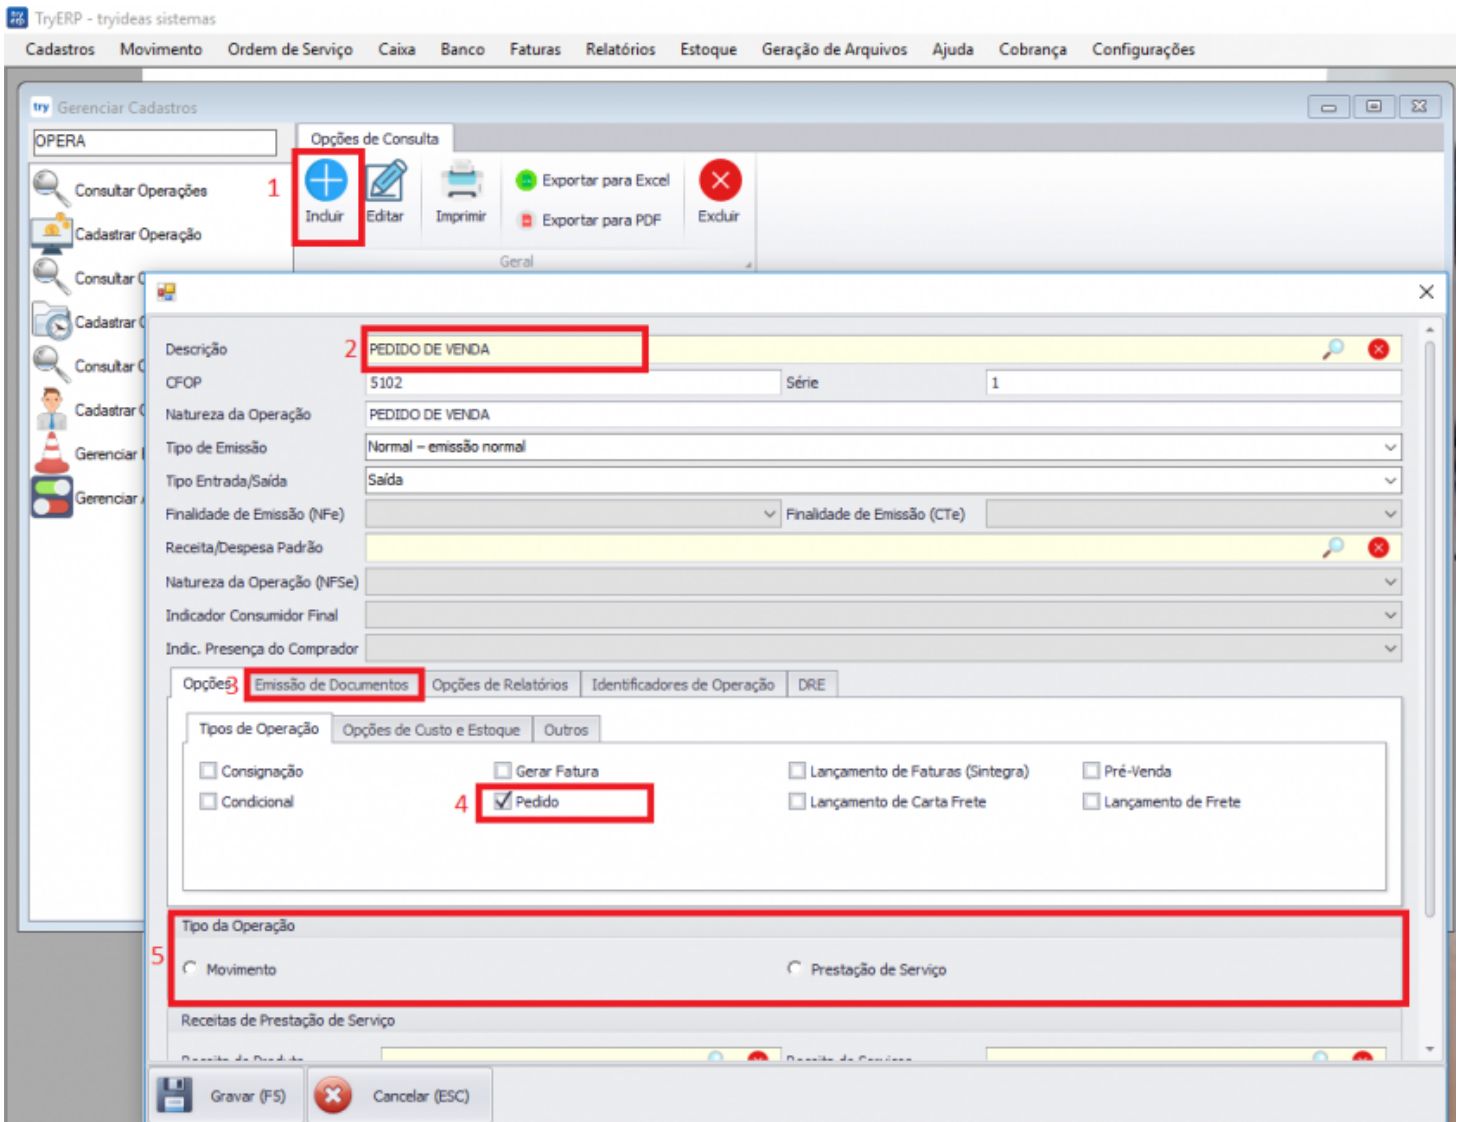 TryERP - tryideas sistemas
Cadastros Movimento Ordem de Serviço Caixa Banco Faturas Relatórios Estoque Geração de Arquivos Ajuda Cobrança Configurações
try Gerenciar Cadastros
OPERA
Opções de Consulta
Consultar Operações
Cadastrar Operação
Consultar
Cadastrar
Consultar
Cadastrar
Gerenciar
Gerenciar
1
Incluir
Editar
Imprimir
Exportar para Excel
Exportar para PDF
Excluir
Geral
Descrição 2 PEDIDO DE VENDA
CFOP 5102 Série 1
Natureza da Operação PEDIDO DE VENDA
Tipo de Emissão Normal – emissão normal
Tipo Entrada/Saída Saída
Finalidade de Emissão (NFe) Finalidade de Emissão (CTe)
Receita/Despesa Padrão
Natureza da Operação (NFSe)
Indicador Consumidor Final
Indic. Presença do Comprador
Opções 3 Emissão de Documentos Opções de Relatórios Identificadores de Operação DRE
Tipos de Operação Opções de Custo e Estoque Outros
Consignação Gerar Fatura Lançamento de Faturas (Sintegra) Pré-Venda
Condicional 4 Pedido Lançamento de Carta Frete Lançamento de Frete
Tipo da Operação
5
Movimento Prestação de Serviço
Receitas de Prestação de Serviço
Gravar (F5) Cancelar (ESC)